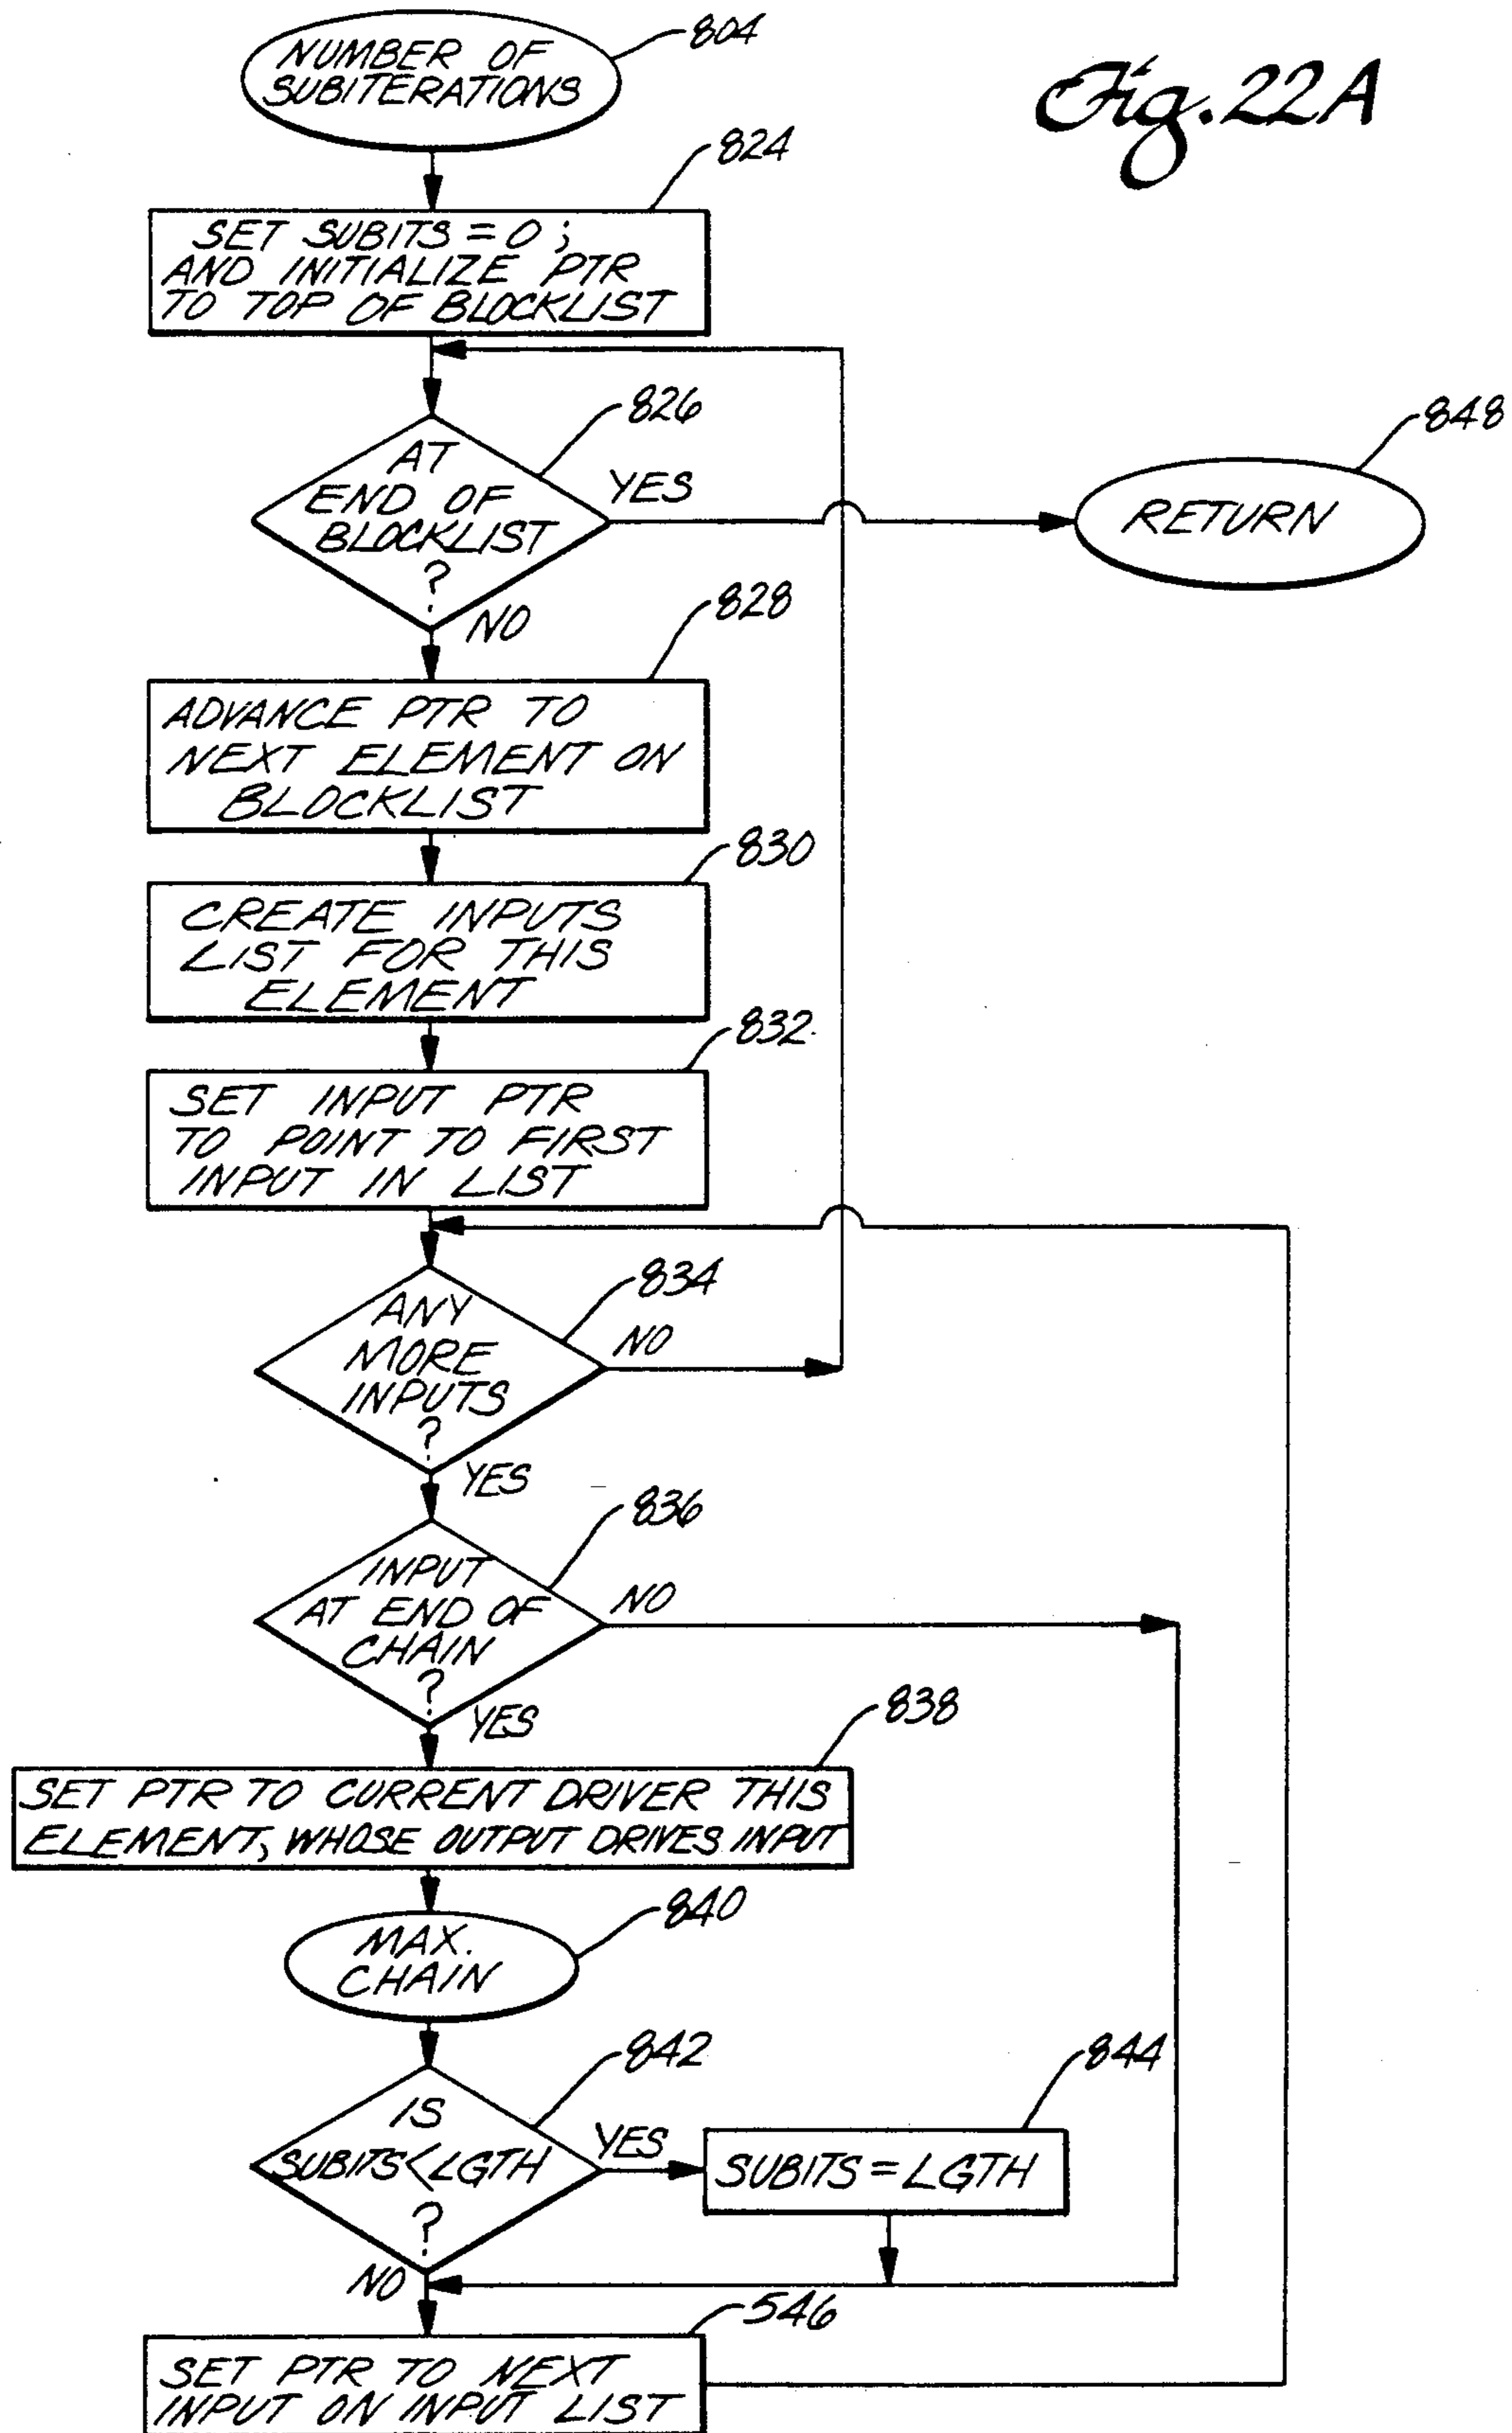 Fig. 22A
NUMBER OF
SUBITERATIONS
804
824
SET SUBITS = 0;
AND INITIALIZE PTR
TO TOP OF BLOCKLIST
826
AT
END OF
BLOCKLIST
?
YES
848
RETURN
NO
828
ADVANCE PTR TO
NEXT ELEMENT ON
BLOCKLIST
830
CREATE INPUTS
LIST FOR THIS
ELEMENT
832
SET INPUT PTR
TO POINT TO FIRST
INPUT IN LIST
834
ANY
MORE
INPUTS
?
NO
YES
836
INPUT
AT END OF
CHAIN
?
NO
YES
838
SET PTR TO CURRENT DRIVER THIS
ELEMENT, WHOSE OUTPUT DRIVES INPUT
840
MAX.
CHAIN
842
IS
SUBITS<LGTH
?
YES
844
SUBITS = LGTH
NO
546
SET PTR TO NEXT
INPUT ON INPUT LIST